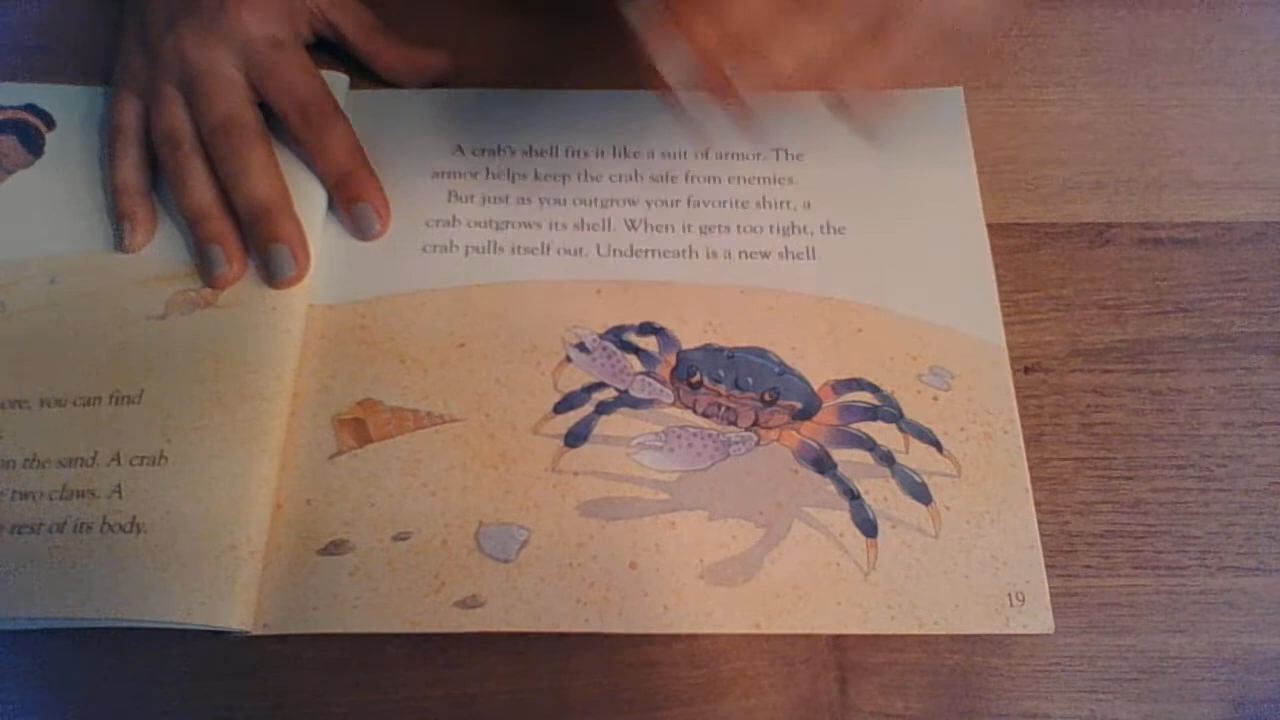 ore, you can find
on the sand. A crab
two claws. A
rest of its body.
A crab's shell fits it like a suit of armor. The
armor helps keep the crab safe from enemies.
But just as you outgrow your favorite shirt, a
crab outgrows its shell. When it gets too tight, the
crab pulls itself out. Underneath is a new shell.
19